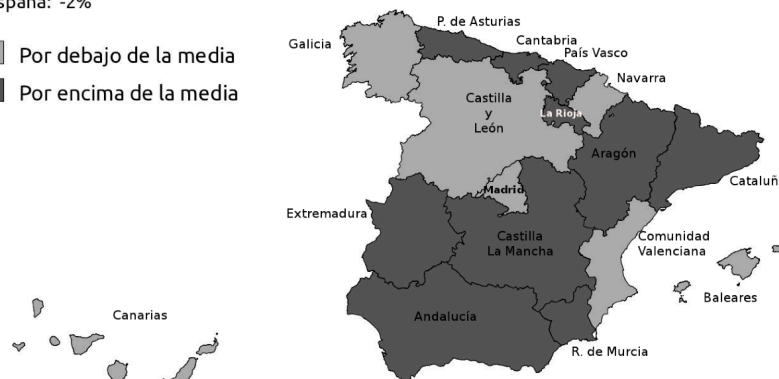 España: -2%
Por debajo de la media
Por encima de la media
P. de Asturias
Galicia
Cantabria
País Vasco
Navarra
Castilla
y
León
La Rioja
Aragón
Cataluñ
Madrid
Extremadura
Castilla
La Mancha
Comunidad
Valenciana
Baleares
Canarias
Andalucía
R. de Murcia